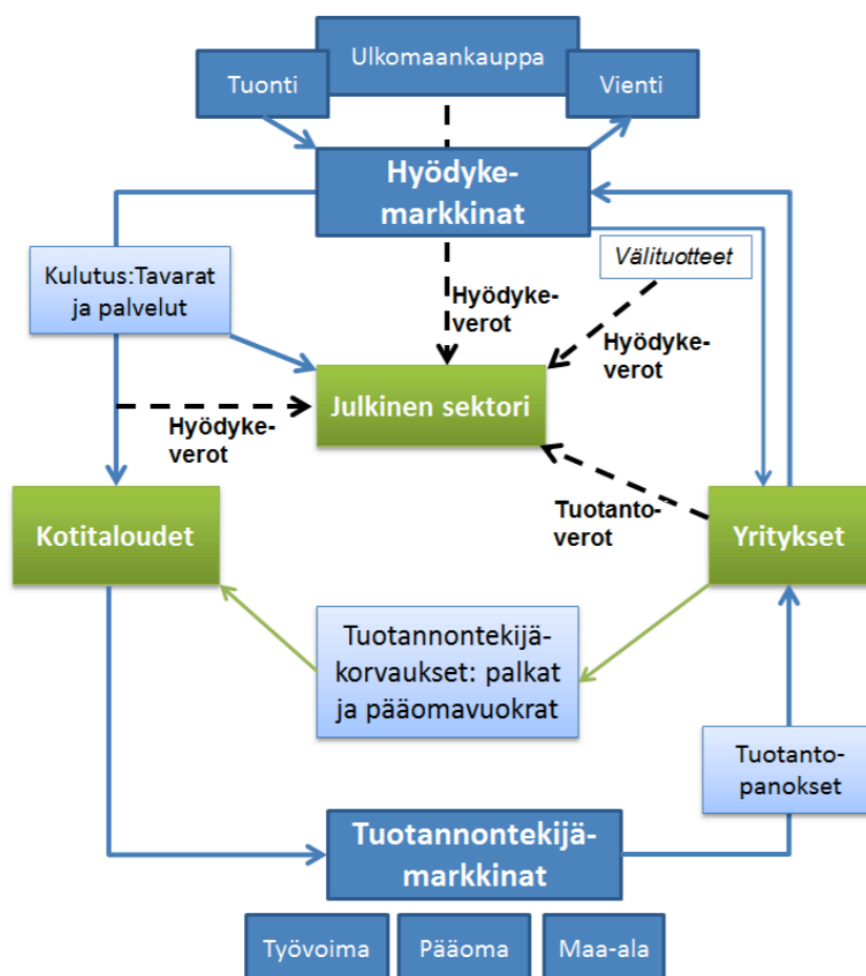 Ulkomaankauppa
Tuonti
Vienti
Hyödyke-
markkinat
Kulutus:Tavarat
ja palvelut
Välituotteet
Hyödyke-
verot
Hyödyke-
verot
Julkinen sektori
Hyödyke-
verot
Tuotanto-
verot
Kotitaloudet
Yritykset
Tuotannontekijä-
korvaukset: palkat
ja pääomavuokrat
Tuotanto-
panokset
Tuotannontekijä-
markkinat
Työvoima
Pääoma
Maa-ala